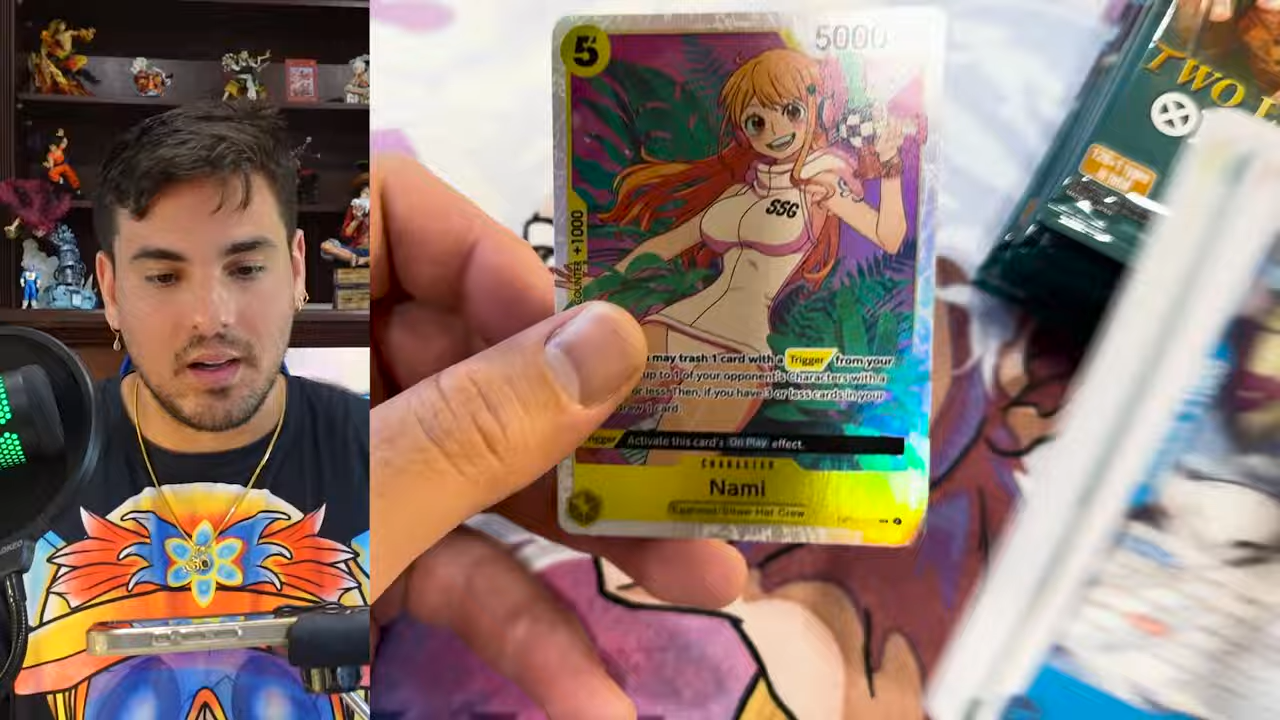 5
5000
TWO
SSG
COUNTER +1000
may trash 1 card with a Trigger from your
up to 1 of your opponent's Characters with a
or less. Then, if you have 3 or less cards in your
draw 1 card.
Trigger Activate this card's On Play effect.
CHARACTER
Nami
Egghead/Straw Hat Crew